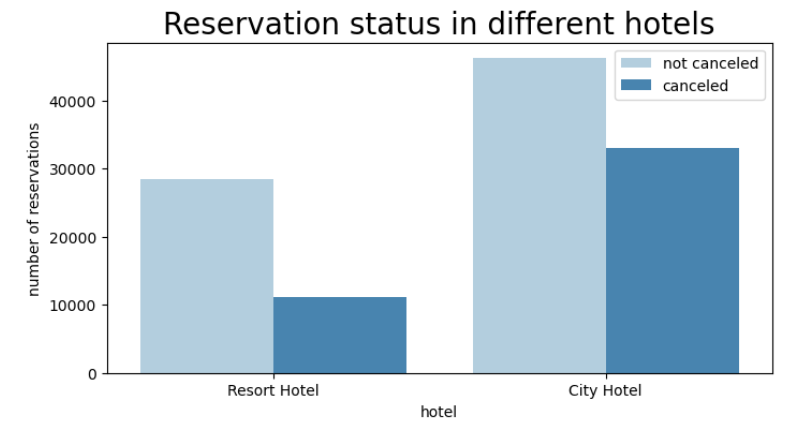 Reservation status in different hotels
not canceled
canceled
number of reservations
40000
30000
20000
10000
0
Resort Hotel
City Hotel
hotel